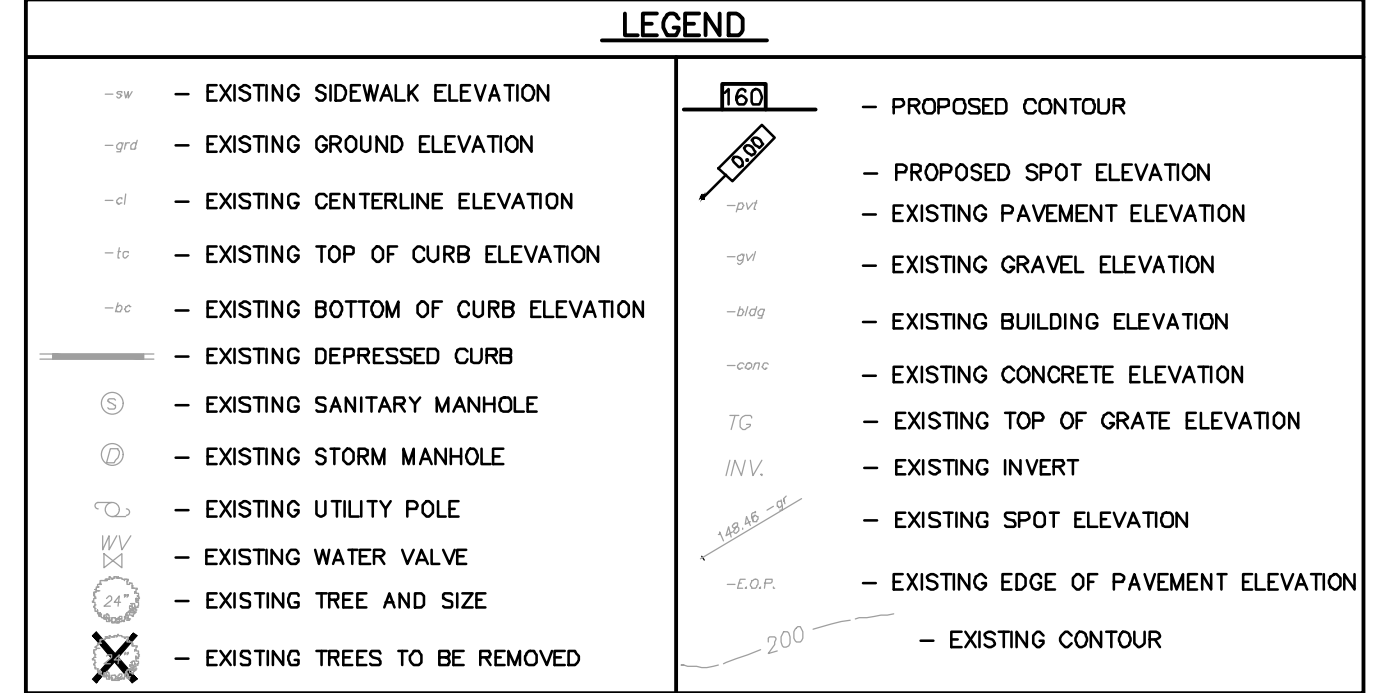 LEGEND
-sw - EXISTING SIDEWALK ELEVATION
-grd - EXISTING GROUND ELEVATION
-cl - EXISTING CENTERLINE ELEVATION
-tc - EXISTING TOP OF CURB ELEVATION
-bc - EXISTING BOTTOM OF CURB ELEVATION
- EXISTING DEPRESSED CURB
S - EXISTING SANITARY MANHOLE
D - EXISTING STORM MANHOLE
- EXISTING UTILITY POLE
WV - EXISTING WATER VALVE
24" - EXISTING TREE AND SIZE
24" - EXISTING TREES TO BE REMOVED
160 - PROPOSED CONTOUR
0.00 - PROPOSED SPOT ELEVATION
-pvt - EXISTING PAVEMENT ELEVATION
-gvl - EXISTING GRAVEL ELEVATION
-bldg - EXISTING BUILDING ELEVATION
-conc - EXISTING CONCRETE ELEVATION
TG - EXISTING TOP OF GRATE ELEVATION
INV. - EXISTING INVERT
148.46 -gr - EXISTING SPOT ELEVATION
-E.O.P. - EXISTING EDGE OF PAVEMENT ELEVATION
200 - EXISTING CONTOUR